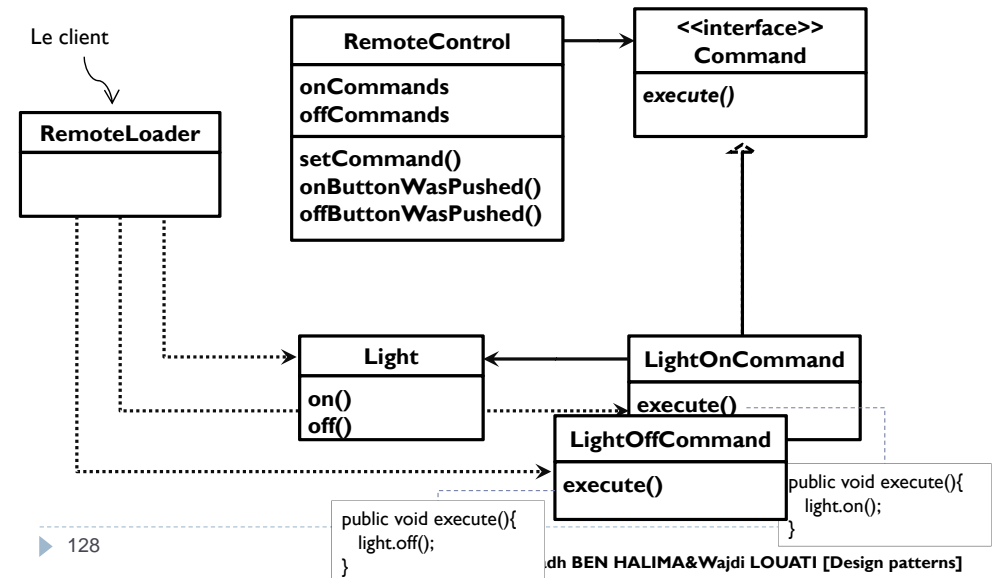 Le client
RemoteLoader
RemoteControl
onCommands
offCommands
setCommand()
onButtonWasPushed()
offButtonWasPushed()
<<interface>>
Command
execute()
Light
on()
off()
LightOnCommand
execute()
LightOffCommand
execute()
public void execute(){
light.on();
}
public void execute(){
light.off();
}
128
BEN HALIMA&Wajdi LOUATI [Design patterns]